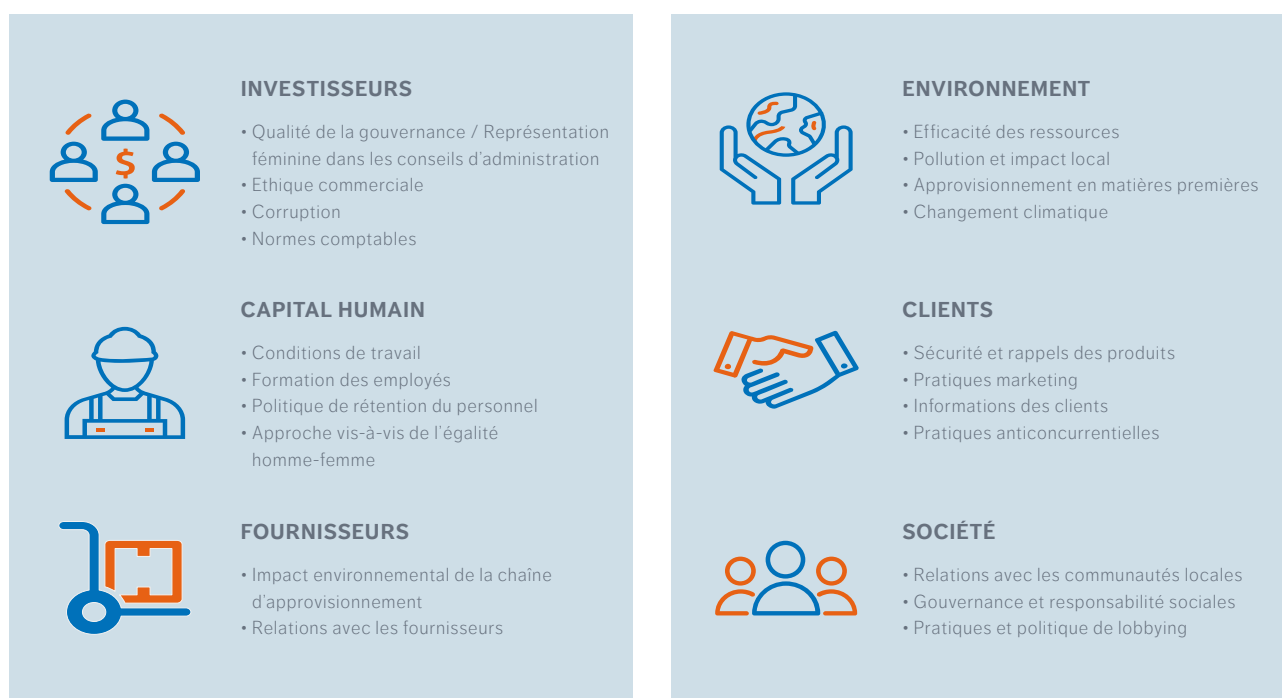 INVESTISSEURS
• Qualité de la gouvernance / Représentation
féminine dans les conseils d'administration
• Ethique commerciale
• Corruption
• Normes comptables
$
CAPITAL HUMAIN
• Conditions de travail
• Formation des employés
• Politique de rétention du personnel
• Approche vis-à-vis de l'égalité
homme-femme
FOURNISSEURS
• Impact environnemental de la chaîne
d'approvisionnement
• Relations avec les fournisseurs
ENVIRONNEMENT
• Efficacité des ressources
• Pollution et impact local
• Approvisionnement en matières premières
• Changement climatique
CLIENTS
• Sécurité et rappels des produits
• Pratiques marketing
• Informations des clients
• Pratiques anticoncurrentielles
SOCIÉTÉ
• Relations avec les communautés locales
• Gouvernance et responsabilité sociales
• Pratiques et politique de lobbying